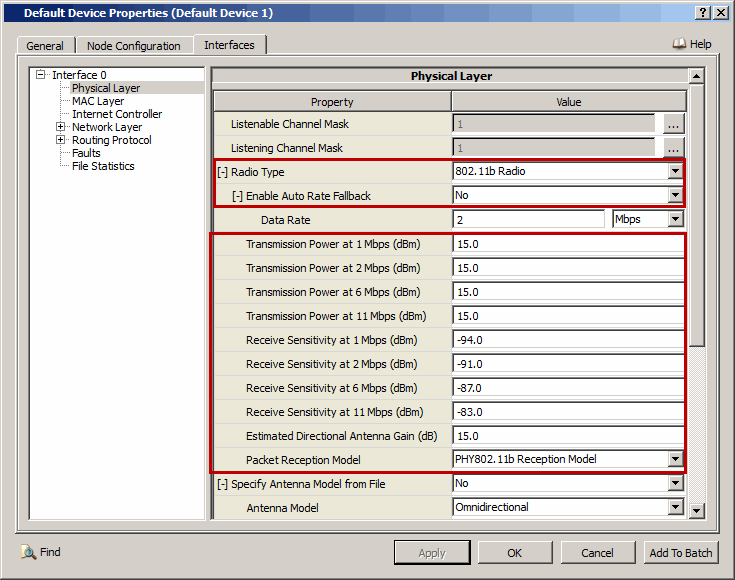 Default Device Properties (Default Device 1)
General
Node Configuration
Interfaces
Help
Interface 0
Physical Layer
MAC Layer
Internet Controller
Network Layer
Routing Protocol
Faults
File Statistics
Physical Layer
Property Value
Listenable Channel Mask 1 ...
Listening Channel Mask 1 ...
[-] Radio Type 802.11b Radio
[-] Enable Auto Rate Fallback No
Data Rate 2 Mbps
Transmission Power at 1 Mbps (dBm) 15.0
Transmission Power at 2 Mbps (dBm) 15.0
Transmission Power at 6 Mbps (dBm) 15.0
Transmission Power at 11 Mbps (dBm) 15.0
Receive Sensitivity at 1 Mbps (dBm) -94.0
Receive Sensitivity at 2 Mbps (dBm) -91.0
Receive Sensitivity at 6 Mbps (dBm) -87.0
Receive Sensitivity at 11 Mbps (dBm) -83.0
Estimated Directional Antenna Gain (dB) 15.0
Packet Reception Model PHY802.11b Reception Model
[-] Specify Antenna Model from File No
Antenna Model Omnidirectional
Find
Apply
OK
Cancel
Add To Batch